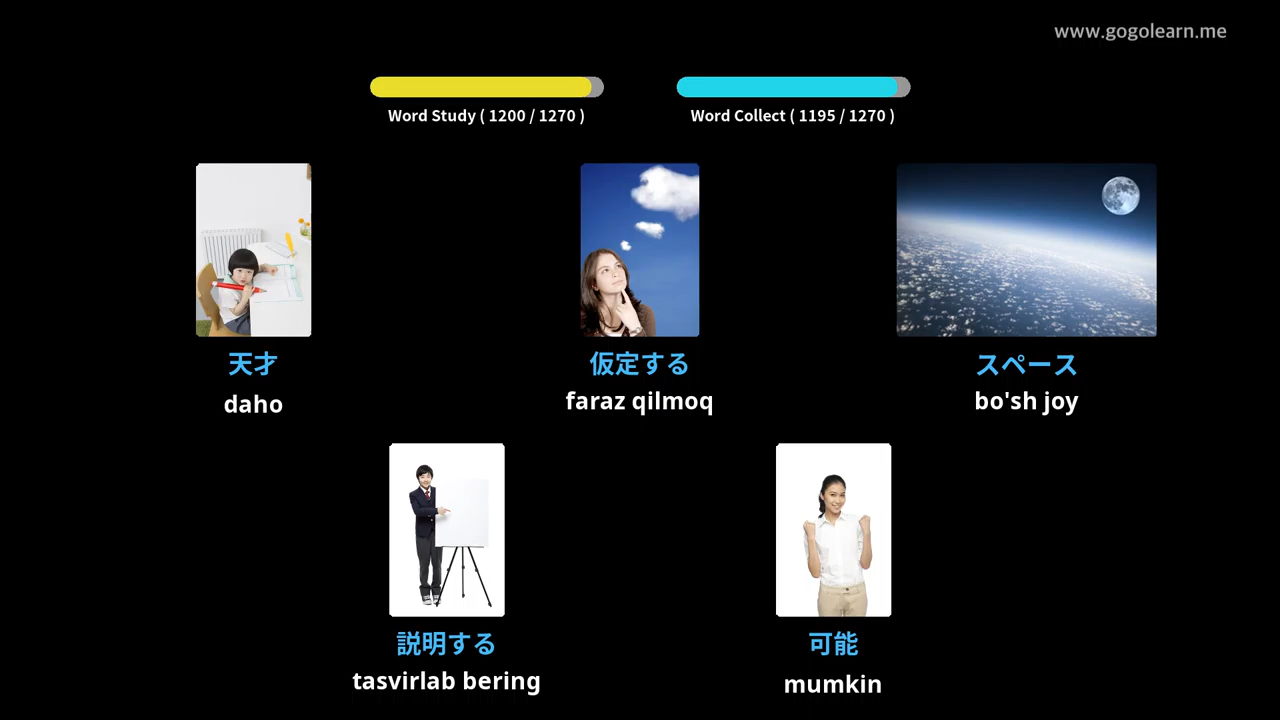 www.gogolearn.me
Word Study ( 1200 / 1270 )
Word Collect ( 1195 / 1270 )
天才
daho
仮定する
faraz qilmoq
スペース
bo'sh joy
説明する
tasvirlab bering
可能
mumkin